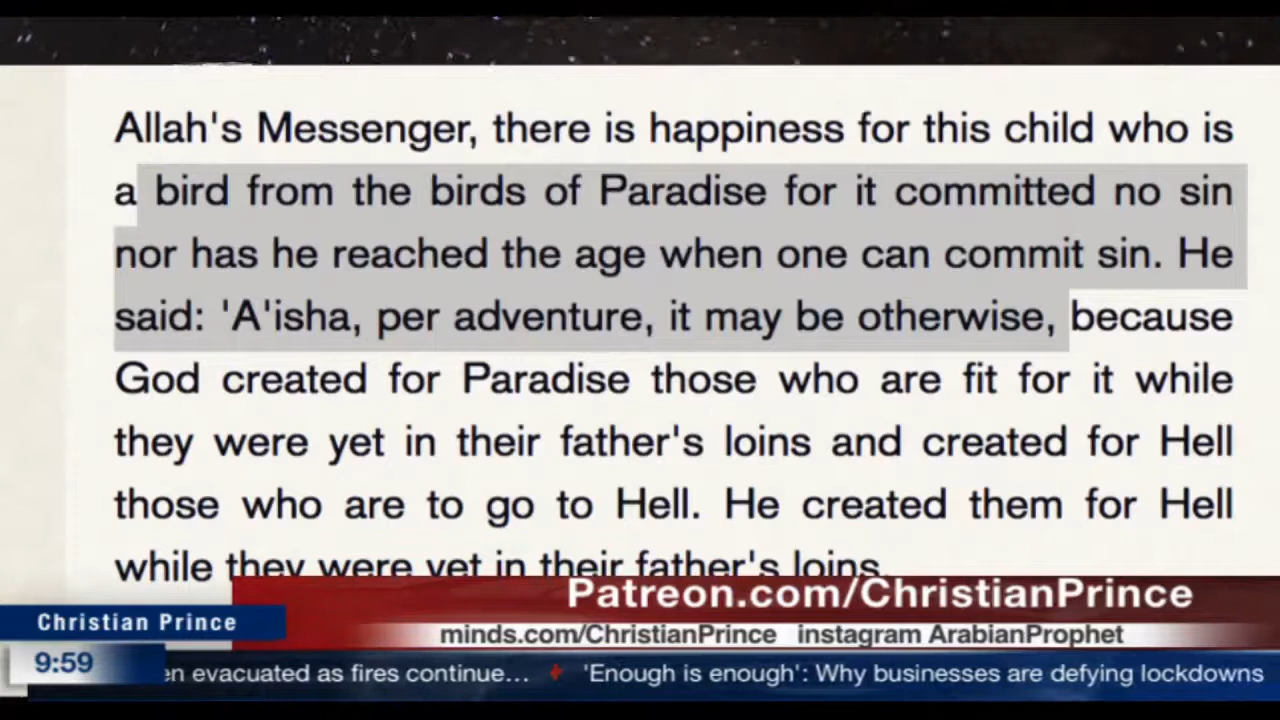 Allah's Messenger, there is happiness for this child who is
a bird from the birds of Paradise for it committed no sin
nor has he reached the age when one can commit sin. He
said: 'A'isha, per adventure, it may be otherwise, because
God created for Paradise those who are fit for it while
they were yet in their father's loins and created for Hell
those who are to go to Hell. He created them for Hell
while they were yet in their father's loins.
Patreon.com/ChristianPrince
Christian Prince
minds.com/ChristianPrince instagram ArabianProphet
9:59
en evacuated as fires continue... 'Enough is enough': Why businesses are defying lockdowns